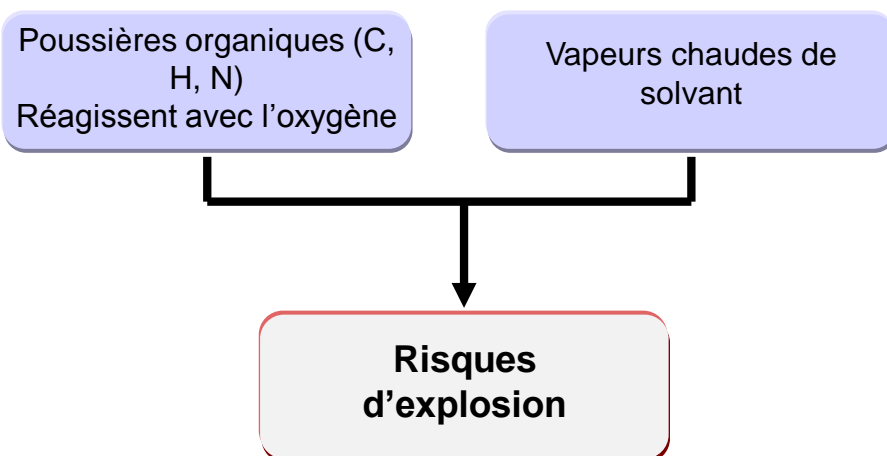 Poussières organiques (C,
H, N)
Réagissent avec l’oxygène
Vapeurs chaudes de
solvant
Risques
d’explosion